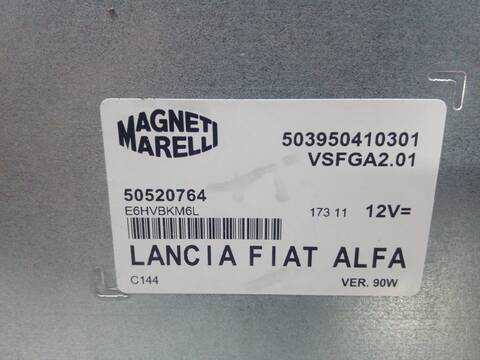 MAGNETI
MARELLI
503950410301
VSFGA2.01
50520764
E6HVBKM6L
173 11 12V=
LANCIA FIAT ALFA
C144 VER. 90W